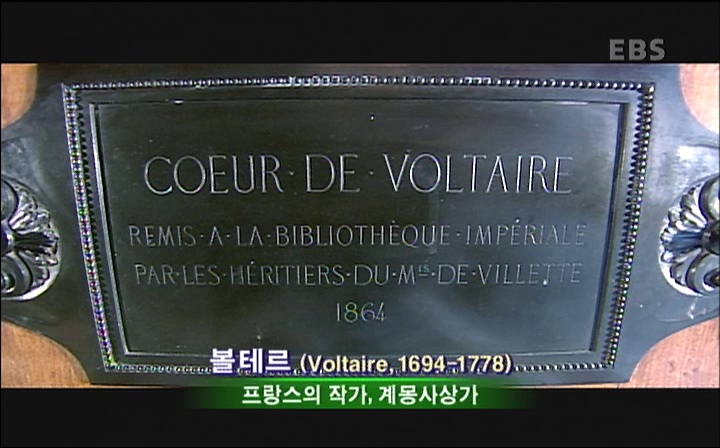 EBS
COEUR·DE·VOLTAIRE
REMIS·A·LA·BIBLIOTHÈQUE·IMPÉRIALE
PAR·LES·HÉRITIERS·DU·Mis·DE·VILLETTE
1864
볼테르 (Voltaire, 1694-1778)
프랑스의 작가, 계몽사상가